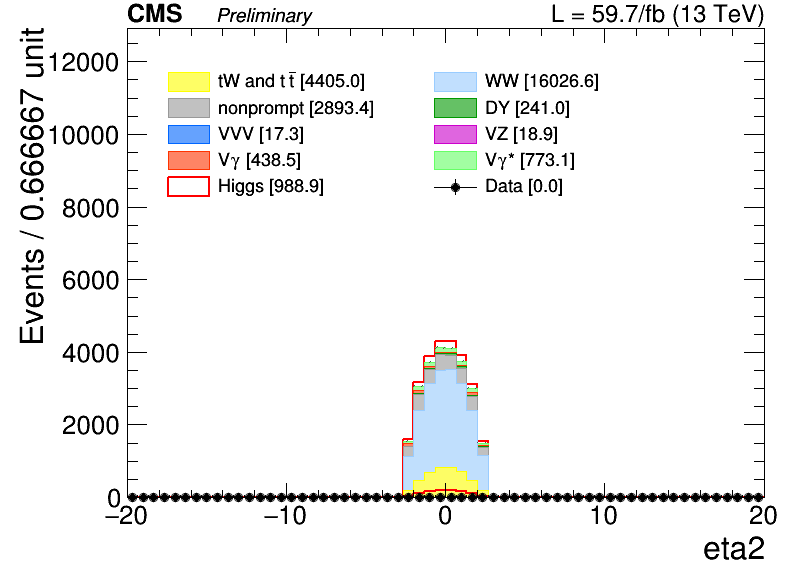 CMS Preliminary L = 59.7/fb (13 TeV)
Events / 0.666667 unit
12000
10000
8000
6000
4000
2000
0
tW and t t̅ [4405.0] WW [16026.6]
nonprompt [2893.4] DY [241.0]
VVV [17.3] VZ [18.9]
Vγ [438.5] Vγ* [773.1]
Higgs [988.9] Data [0.0]
−20 −10 0 10 20
eta2